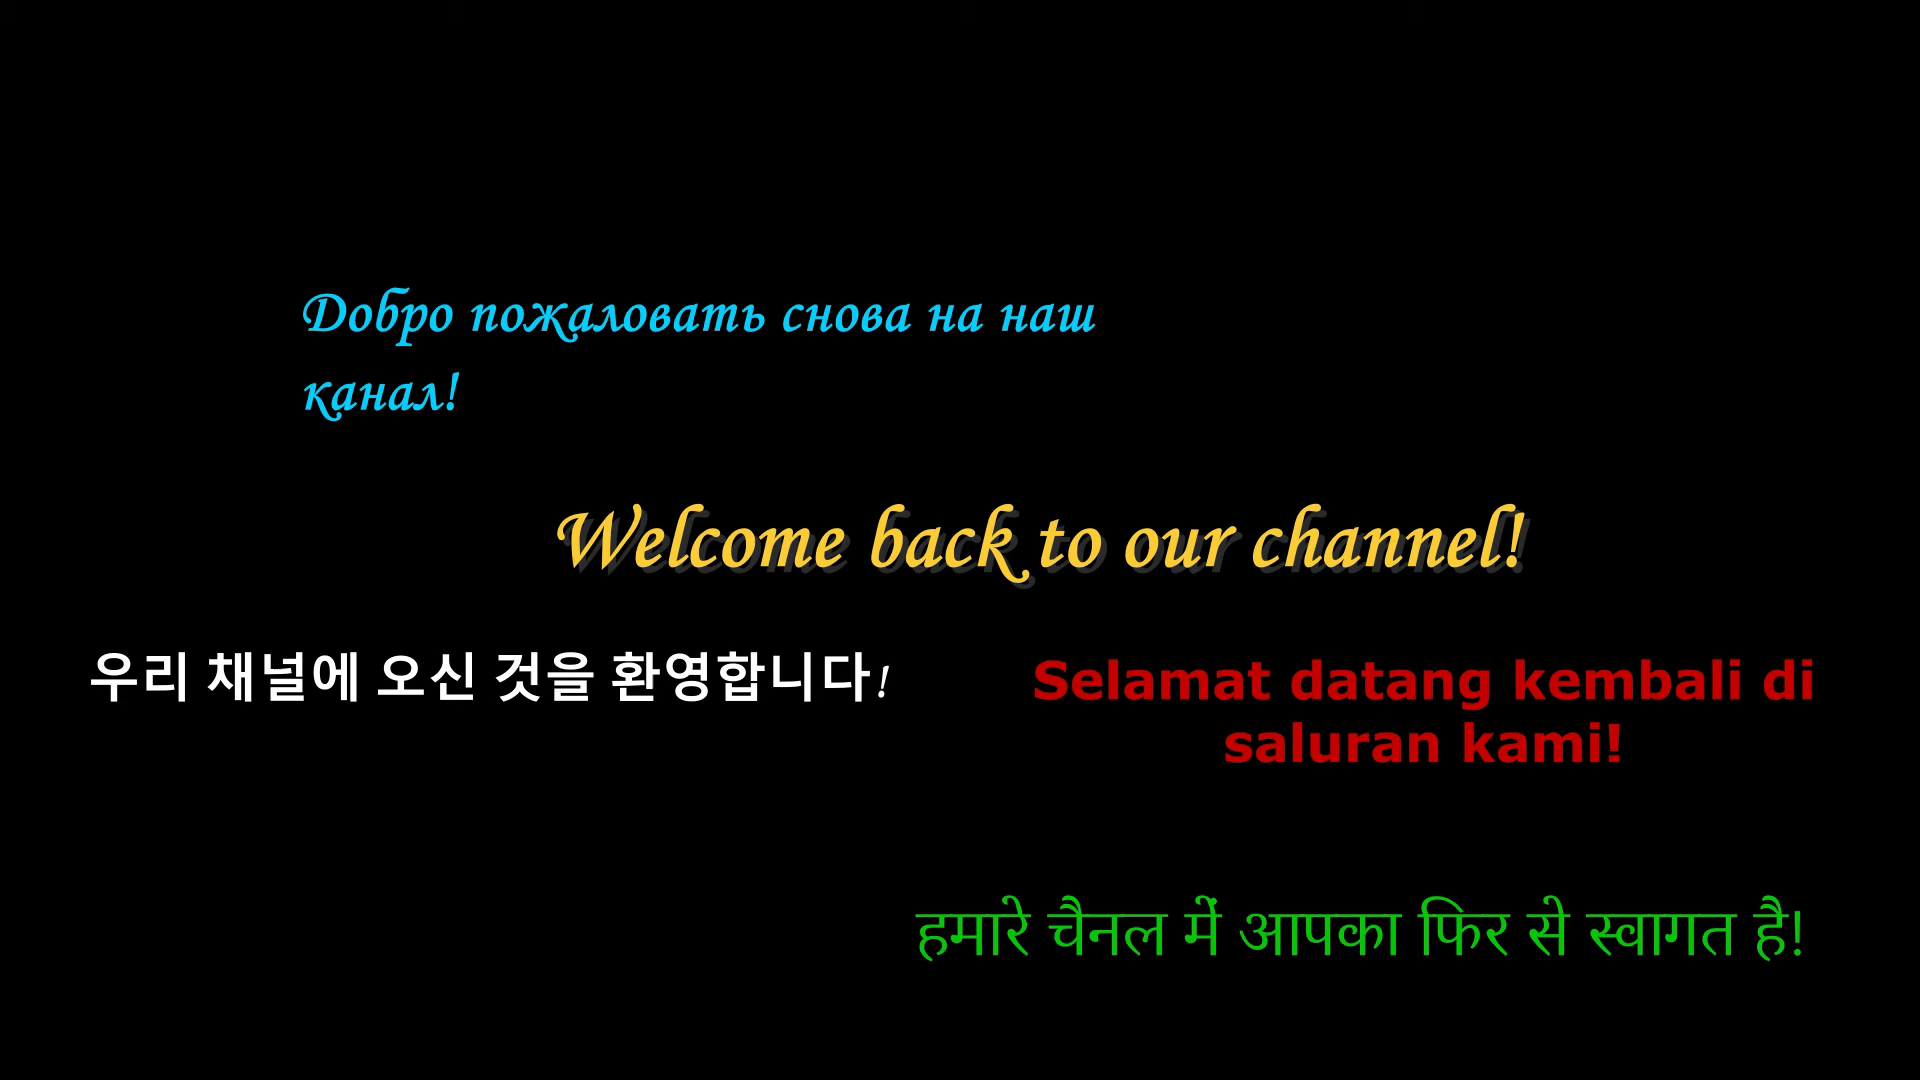 Добро пожаловать снова на наш
канал!
Welcome back to our channel!
우리 채널에 오신 것을 환영합니다!
Selamat datang kembali di
saluran kami!
हमारे चैनल में आपका फिर से स्वागत है!